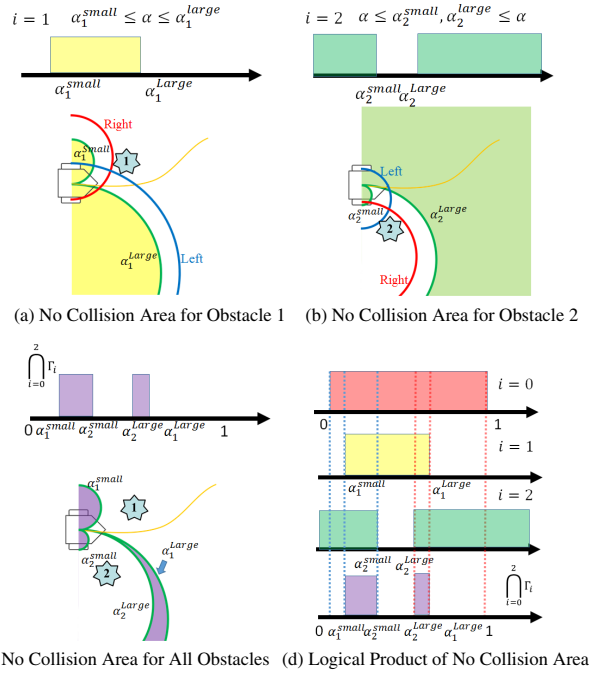 i = 1 α₁^small ≤ α ≤ α₁^large
α₁^small α₁^Large
Right
α₁^Small
1
α₁^Large
Left
(a) No Collision Area for Obstacle 1
i = 2 α ≤ α₂^small, α₂^large ≤ α
α₂^small α₂^Large
Left
α₂^small
α₂^Large
2
Right
(b) No Collision Area for Obstacle 2
⋂_{i=0}^{2} Γᵢ
0 α₁^small α₂^small α₂^Large α₁^Large 1
α₁^small
1
α₂^small
α₁^Large
2
α₂^Large
No Collision Area for All Obstacles
i = 0
0 1
i = 1
α₁^small α₁^Large
i = 2
α₂^small α₂^Large
⋂_{i=0}^{2} Γᵢ
0 α₁^small α₂^small α₂^Large α₁^Large 1
(d) Logical Product of No Collision Area